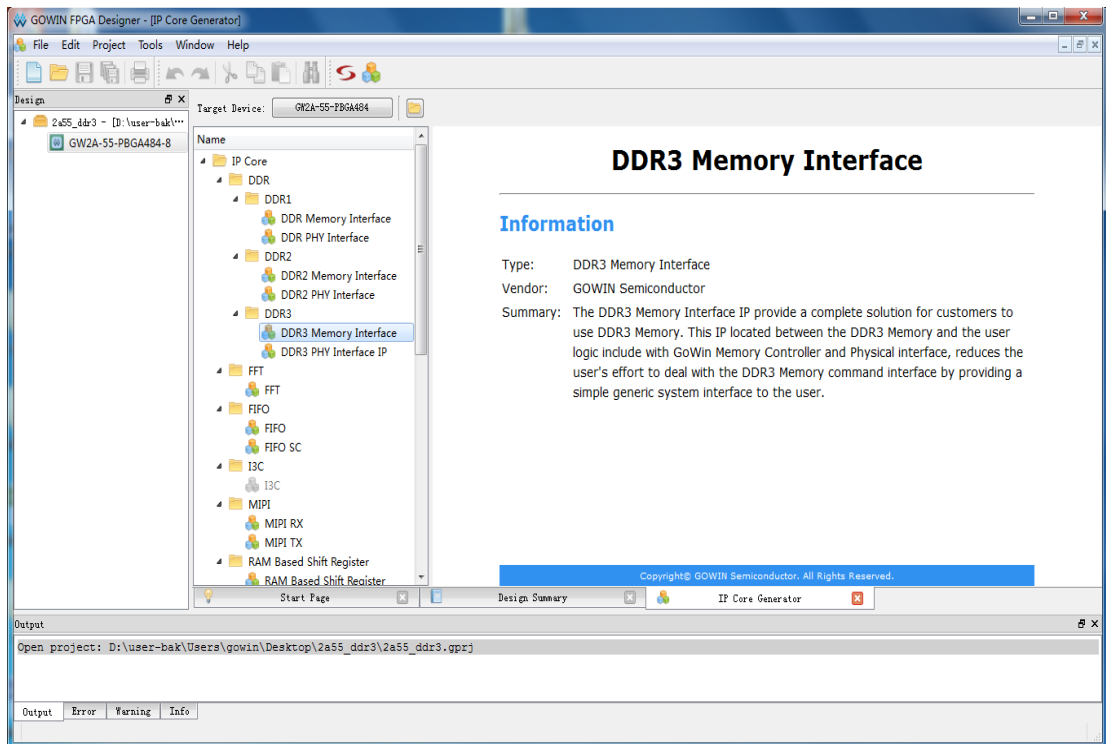 GOWIN FPGA Designer - [IP Core Generator]
File Edit Project Tools Window Help
Design
2a55_ddr3 - [D:\user-bak\···
GW2A-55-PBGA484-8
Target Device: GW2A-55-PBGA484
Name
IP Core
DDR
DDR1
DDR Memory Interface
DDR PHY Interface
DDR2
DDR2 Memory Interface
DDR2 PHY Interface
DDR3
DDR3 Memory Interface
DDR3 PHY Interface IP
FFT
FFT
FIFO
FIFO
FIFO SC
I3C
I3C
MIPI
MIPI RX
MIPI TX
RAM Based Shift Register
RAM Based Shift Register
DDR3 Memory Interface
Information
Type: DDR3 Memory Interface
Vendor: GOWIN Semiconductor
Summary: The DDR3 Memory Interface IP provide a complete solution for customers to
use DDR3 Memory. This IP located between the DDR3 Memory and the user
logic include with GoWin Memory Controller and Physical interface, reduces the
user's effort to deal with the DDR3 Memory command interface by providing a
simple generic system interface to the user.
Copyright© GOWIN Semiconductor. All Rights Reserved.
Start Page Design Summary IP Core Generator
Output
Open project: D:\user-bak\Users\gowin\Desktop\2a55_ddr3\2a55_ddr3.gprj
Output Error Warning Info